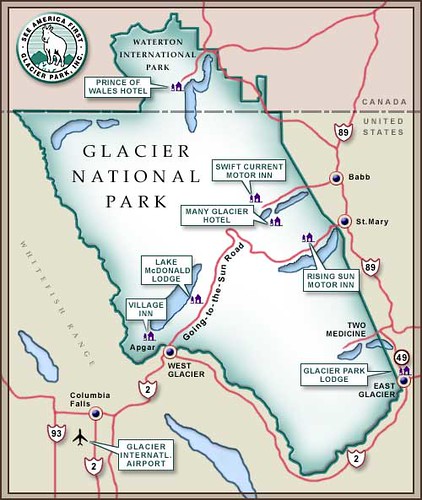 SEE AMERICA FIRST
GLACIER PARK, INC.
WATERTON
INTERNATIONAL
PARK
PRINCE OF
WALES HOTEL
CANADA
UNITED
STATES
89
GLACIER
NATIONAL
PARK
SWIFT CURRENT
MOTOR INN
Babb
MANY GLACIER
HOTEL
St.Mary
LAKE
McDONALD
LODGE
Going-to-the-Sun Road
RISING SUN
MOTOR INN
89
WHITEFISH RANGE
VILLAGE
INN
Apgar
TWO
MEDICINE
49
WEST
GLACIER
GLACIER PARK
LODGE
EAST
GLACIER
2
Columbia
Falls
93
GLACIER
INTERNATL.
AIRPORT
2
2